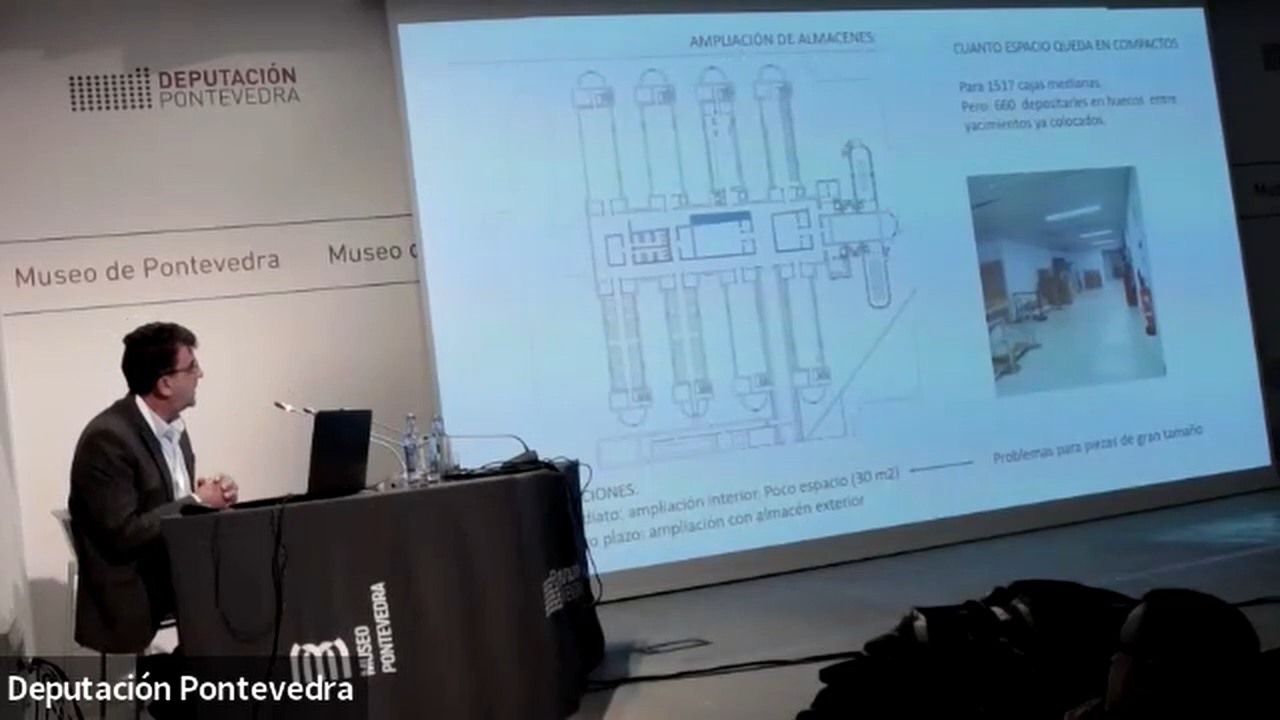 DEPUTACIÓN
PONTEVEDRA
Museo de Pontevedra
Museo
AMPLIACIÓN DE ALMACENES:
CUANTO ESPACIO QUEDA EN COMPACTOS
Para 1517 cajas medianas.
Pero: 660 depositarles en huecos entre
yacimientos ya colocados.
CIONES:
diato: ampliación interior. Poco espacio (30 m2)
o plazo: ampliación con almacén exterior
Problemas para piezas de gran tamaño
MUSEO
PONTEVEDRA
Deputación Pontevedra